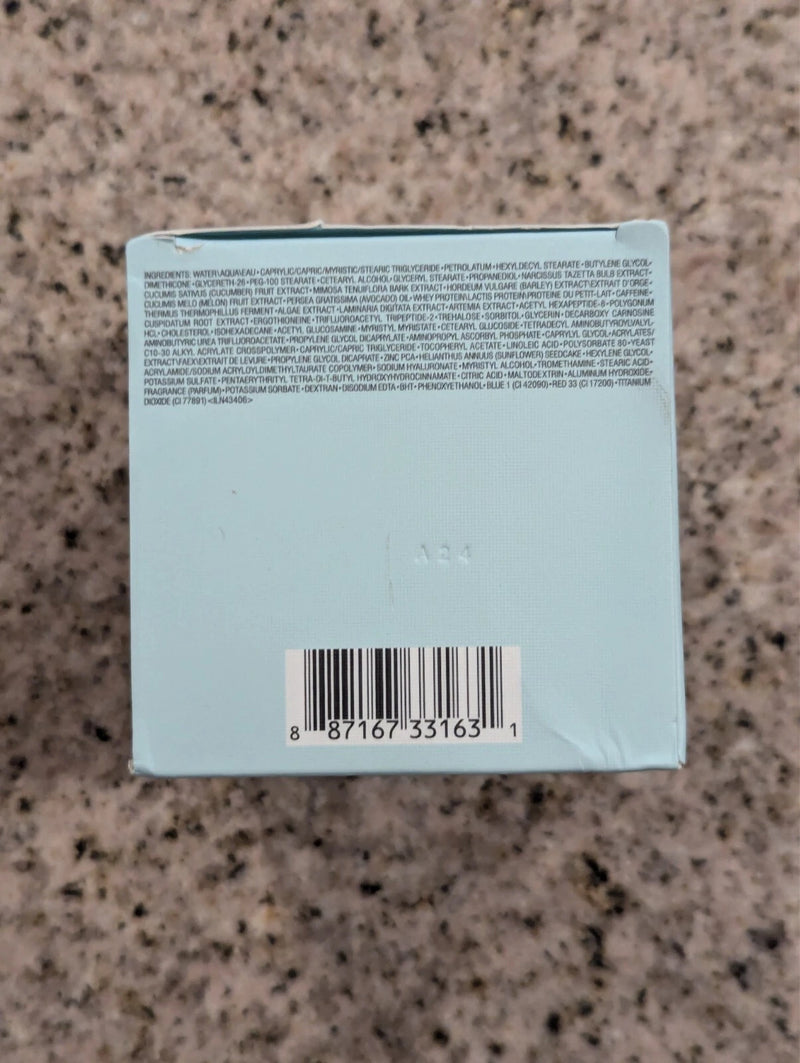 INGREDIENTS: WATER\AQUA\EAU•CAPRYLIC/CAPRIC/MYRISTIC/STEARIC TRIGLYCERIDE•PETROLATUM•HEXYLDECYL STEARATE•BUTYLENE GLYCOL•
DIMETHICONE•GLYCERETH-26•PEG-100 STEARATE•CETEARYL ALCOHOL•GLYCERYL STEARATE•PROPANEDIOL•NARCISSUS TAZETTA BULB EXTRACT•
CUCUMIS SATIVUS (CUCUMBER) FRUIT EXTRACT•MIMOSA TENUIFLORA BARK EXTRACT•HORDEUM VULGARE (BARLEY) EXTRACT\EXTRAIT D'ORGE•
CUCUMIS MELO (MELON) FRUIT EXTRACT•PERSEA GRATISSIMA (AVOCADO) OIL•WHEY PROTEIN\LACTIS PROTEIN\PROTÉINE DU PETIT-LAIT•CAFFEINE•
THERMUS THERMOPHILLUS FERMENT•ALGAE EXTRACT•LAMINARIA DIGITATA EXTRACT•ARTEMIA EXTRACT•ACETYL HEXAPEPTIDE-8•POLYGONUM
CUSPIDATUM ROOT EXTRACT•ERGOTHIONEINE•TRIFLUOROACETYL TRIPEPTIDE-2•TREHALOSE•SORBITOL•GLYCERIN•DECARBOXY CARNOSINE
HCL•CHOLESTEROL•ISOHEXADECANE•ACETYL GLUCOSAMINE•MYRISTYL MYRISTATE•CETEARYL GLUCOSIDE•TETRADECYL AMINOBUTYROYLVALYL-
AMINOBUTYRIC UREA TRIFLUOROACETATE•PROPYLENE GLYCOL DICAPRYLATE•AMINOPROPYL ASCORBYL PHOSPHATE•CAPRYLYL GLYCOL•ACRYLATES/
C10-30 ALKYL ACRYLATE CROSSPOLYMER•CAPRYLIC/CAPRIC TRIGLYCERIDE•TOCOPHERYL ACETATE•LINOLEIC ACID•POLYSORBATE 80•YEAST
EXTRACT\FAEX\EXTRAIT DE LEVURE•PROPYLENE GLYCOL DICAPRATE•ZINC PCA•HELIANTHUS ANNUUS (SUNFLOWER) SEEDCAKE•HEXYLENE GLYCOL•
ACRYLAMIDE/SODIUM ACRYLOYLDIMETHYLTAURATE COPOLYMER•SODIUM HYALURONATE•MYRISTYL ALCOHOL•TROMETHAMINE•STEARIC ACID•
POTASSIUM SULFATE•PENTAERYTHRITYL TETRA-DI-T-BUTYL HYDROXYHYDROCINNAMATE•CITRIC ACID•MALTODEXTRIN•ALUMINUM HYDROXIDE•
FRAGRANCE (PARFUM)•POTASSIUM SORBATE•DEXTRAN•DISODIUM EDTA•BHT•PHENOXYETHANOL•BLUE 1 (CI 42090)•RED 33 (CI 17200)•TITANIUM
DIOXIDE (CI 77891) <ILN43406>
A24
8 87167 33163 1